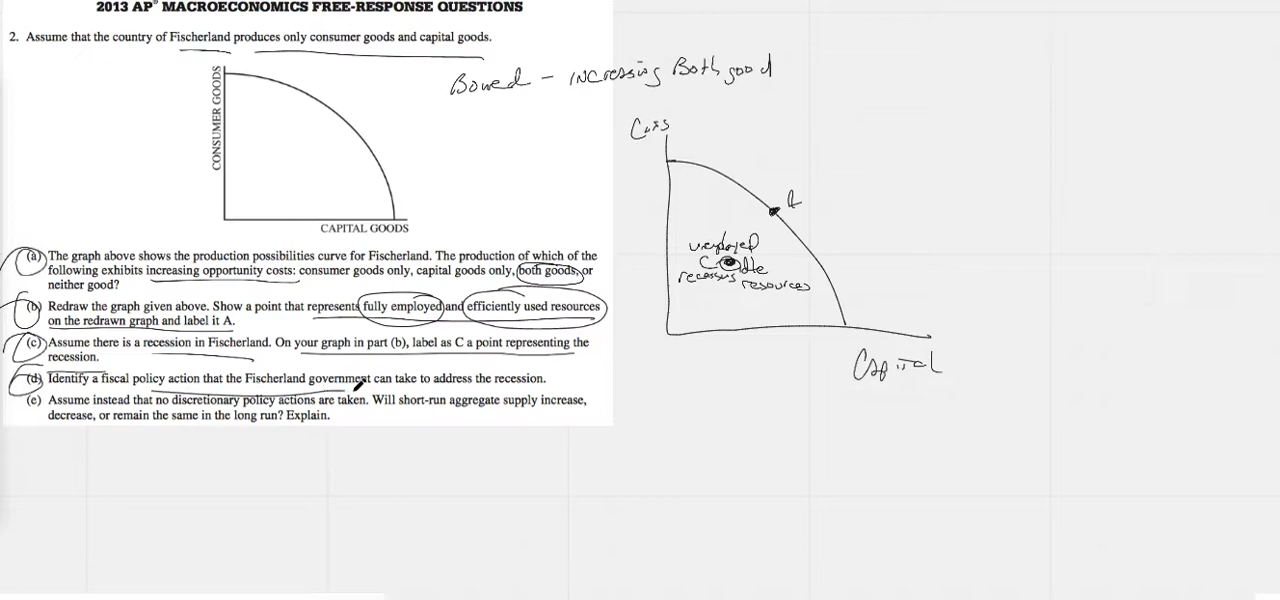 2013 AP® MACROECONOMICS FREE-RESPONSE QUESTIONS
2. Assume that the country of Fischerland produces only consumer goods and capital goods.
CONSUMER GOODS
CAPITAL GOODS
(a) The graph above shows the production possibilities curve for Fischerland. The production of which of the
following exhibits increasing opportunity costs: consumer goods only, capital goods only, both goods, or
neither good?
(b) Redraw the graph given above. Show a point that represents fully employed and efficiently used resources
on the redrawn graph and label it A.
(c) Assume there is a recession in Fischerland. On your graph in part (b), label as C a point representing the
recession.
(d) Identify a fiscal policy action that the Fischerland government can take to address the recession.
(e) Assume instead that no discretionary policy actions are taken. Will short-run aggregate supply increase,
decrease, or remain the same in the long run? Explain.
Bowed - increasing Both good
A
C
resources
Capital